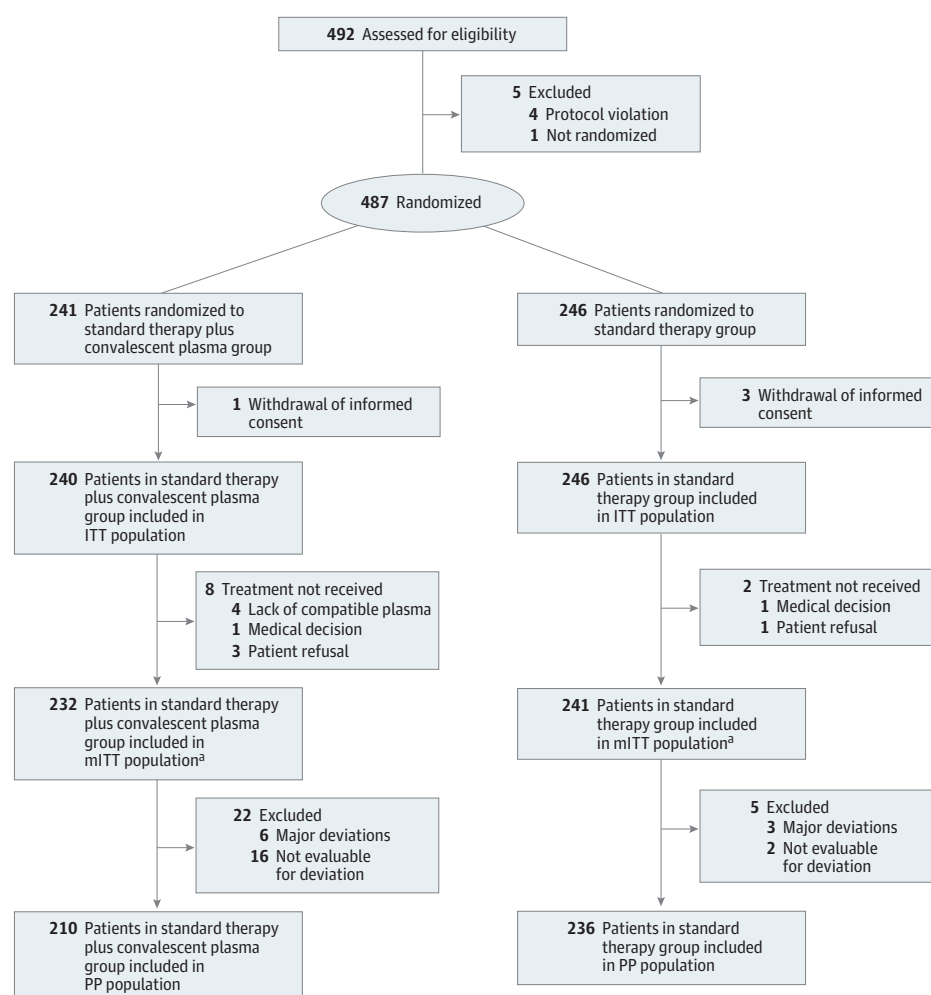 492 Assessed for eligibility
5 Excluded
4 Protocol violation
1 Not randomized
487 Randomized
241 Patients randomized to
standard therapy plus
convalescent plasma group
246 Patients randomized to
standard therapy group
1 Withdrawal of informed
consent
3 Withdrawal of informed
consent
240 Patients in standard therapy
plus convalescent plasma
group included in
ITT population
246 Patients in standard
therapy group included
in ITT population
8 Treatment not received
4 Lack of compatible plasma
1 Medical decision
3 Patient refusal
2 Treatment not received
1 Medical decision
1 Patient refusal
232 Patients in standard therapy
plus convalescent plasma
group included in
mITT populationa
241 Patients in standard
therapy group included
in mITT populationa
22 Excluded
6 Major deviations
16 Not evaluable
for deviation
5 Excluded
3 Major deviations
2 Not evaluable
for deviation
210 Patients in standard therapy
plus convalescent plasma
group included in
PP population
236 Patients in standard
therapy group included
in PP population